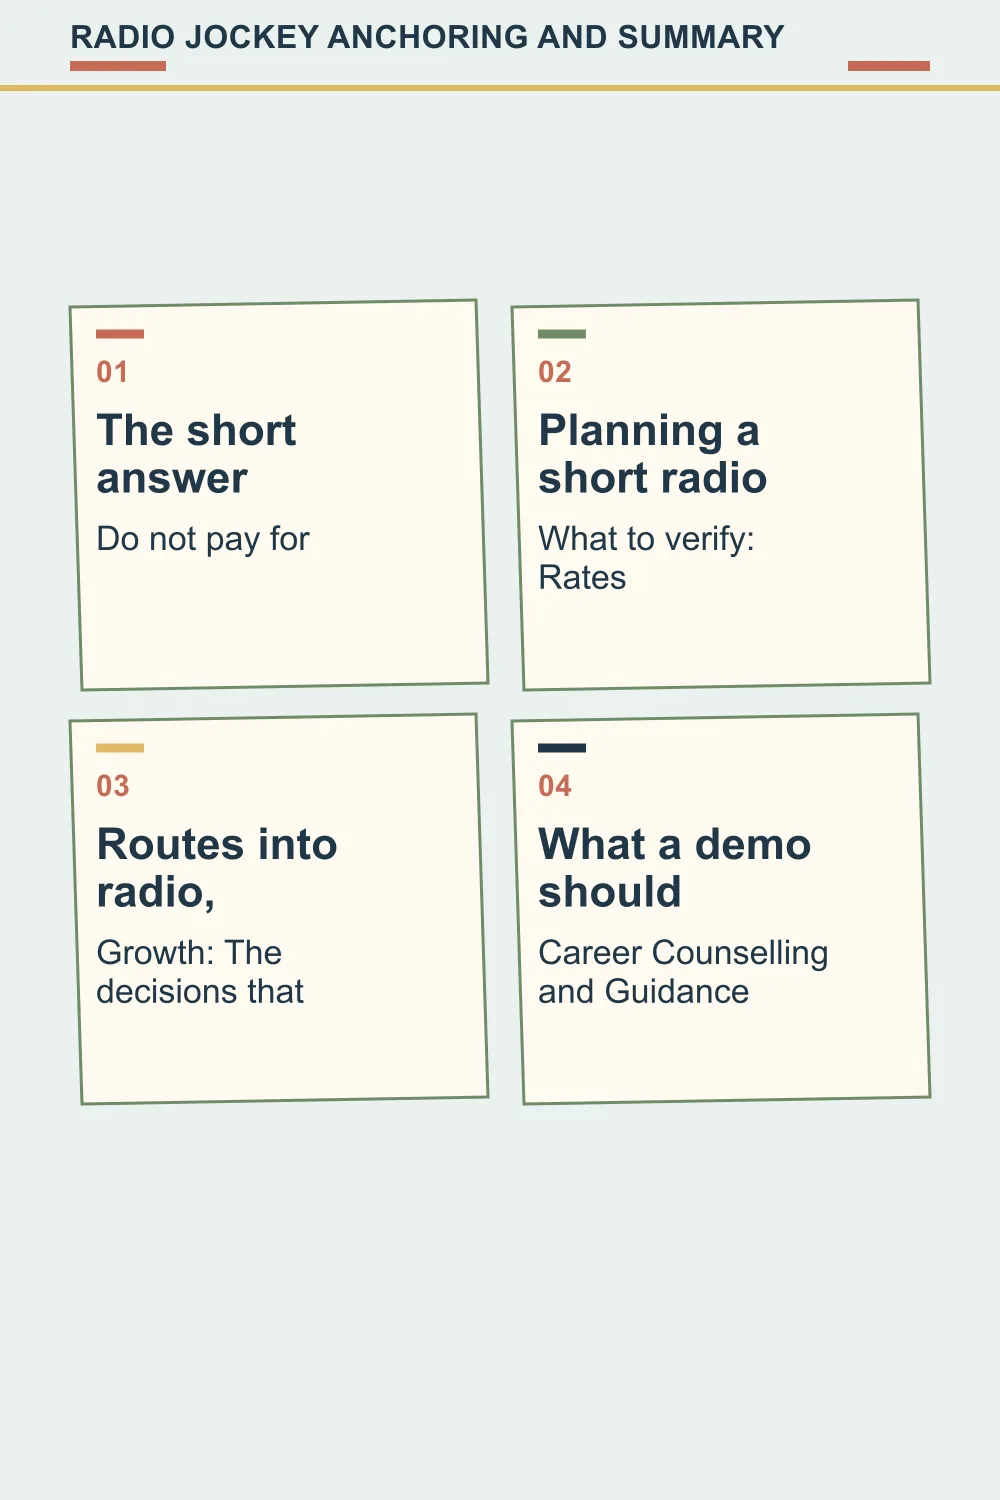 RADIO JOCKEY ANCHORING AND SUMMARY
01
The short
answer
Do not pay for
02
Planning a
short radio
What to verify:
Rates
03
Routes into
radio,
Growth: The
decisions that
04
What a demo
should
Career Counselling
and Guidance